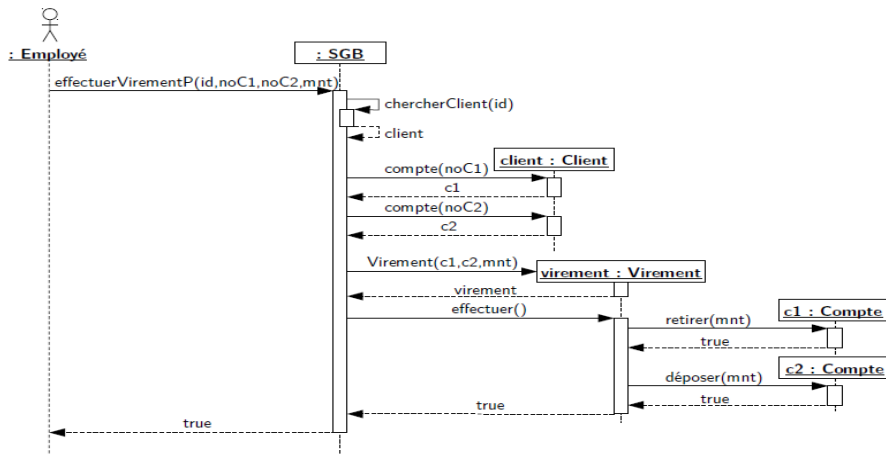 : Employé
: SGB
effectuerVirementP(id,noC1,noC2,mnt)
chercherClient(id)
client
client : Client
compte(noC1)
c1
compte(noC2)
c2
Virement(c1,c2,mnt)
virement : Virement
virement
effectuer()
c1 : Compte
retirer(mnt)
true
c2 : Compte
déposer(mnt)
true
true
true